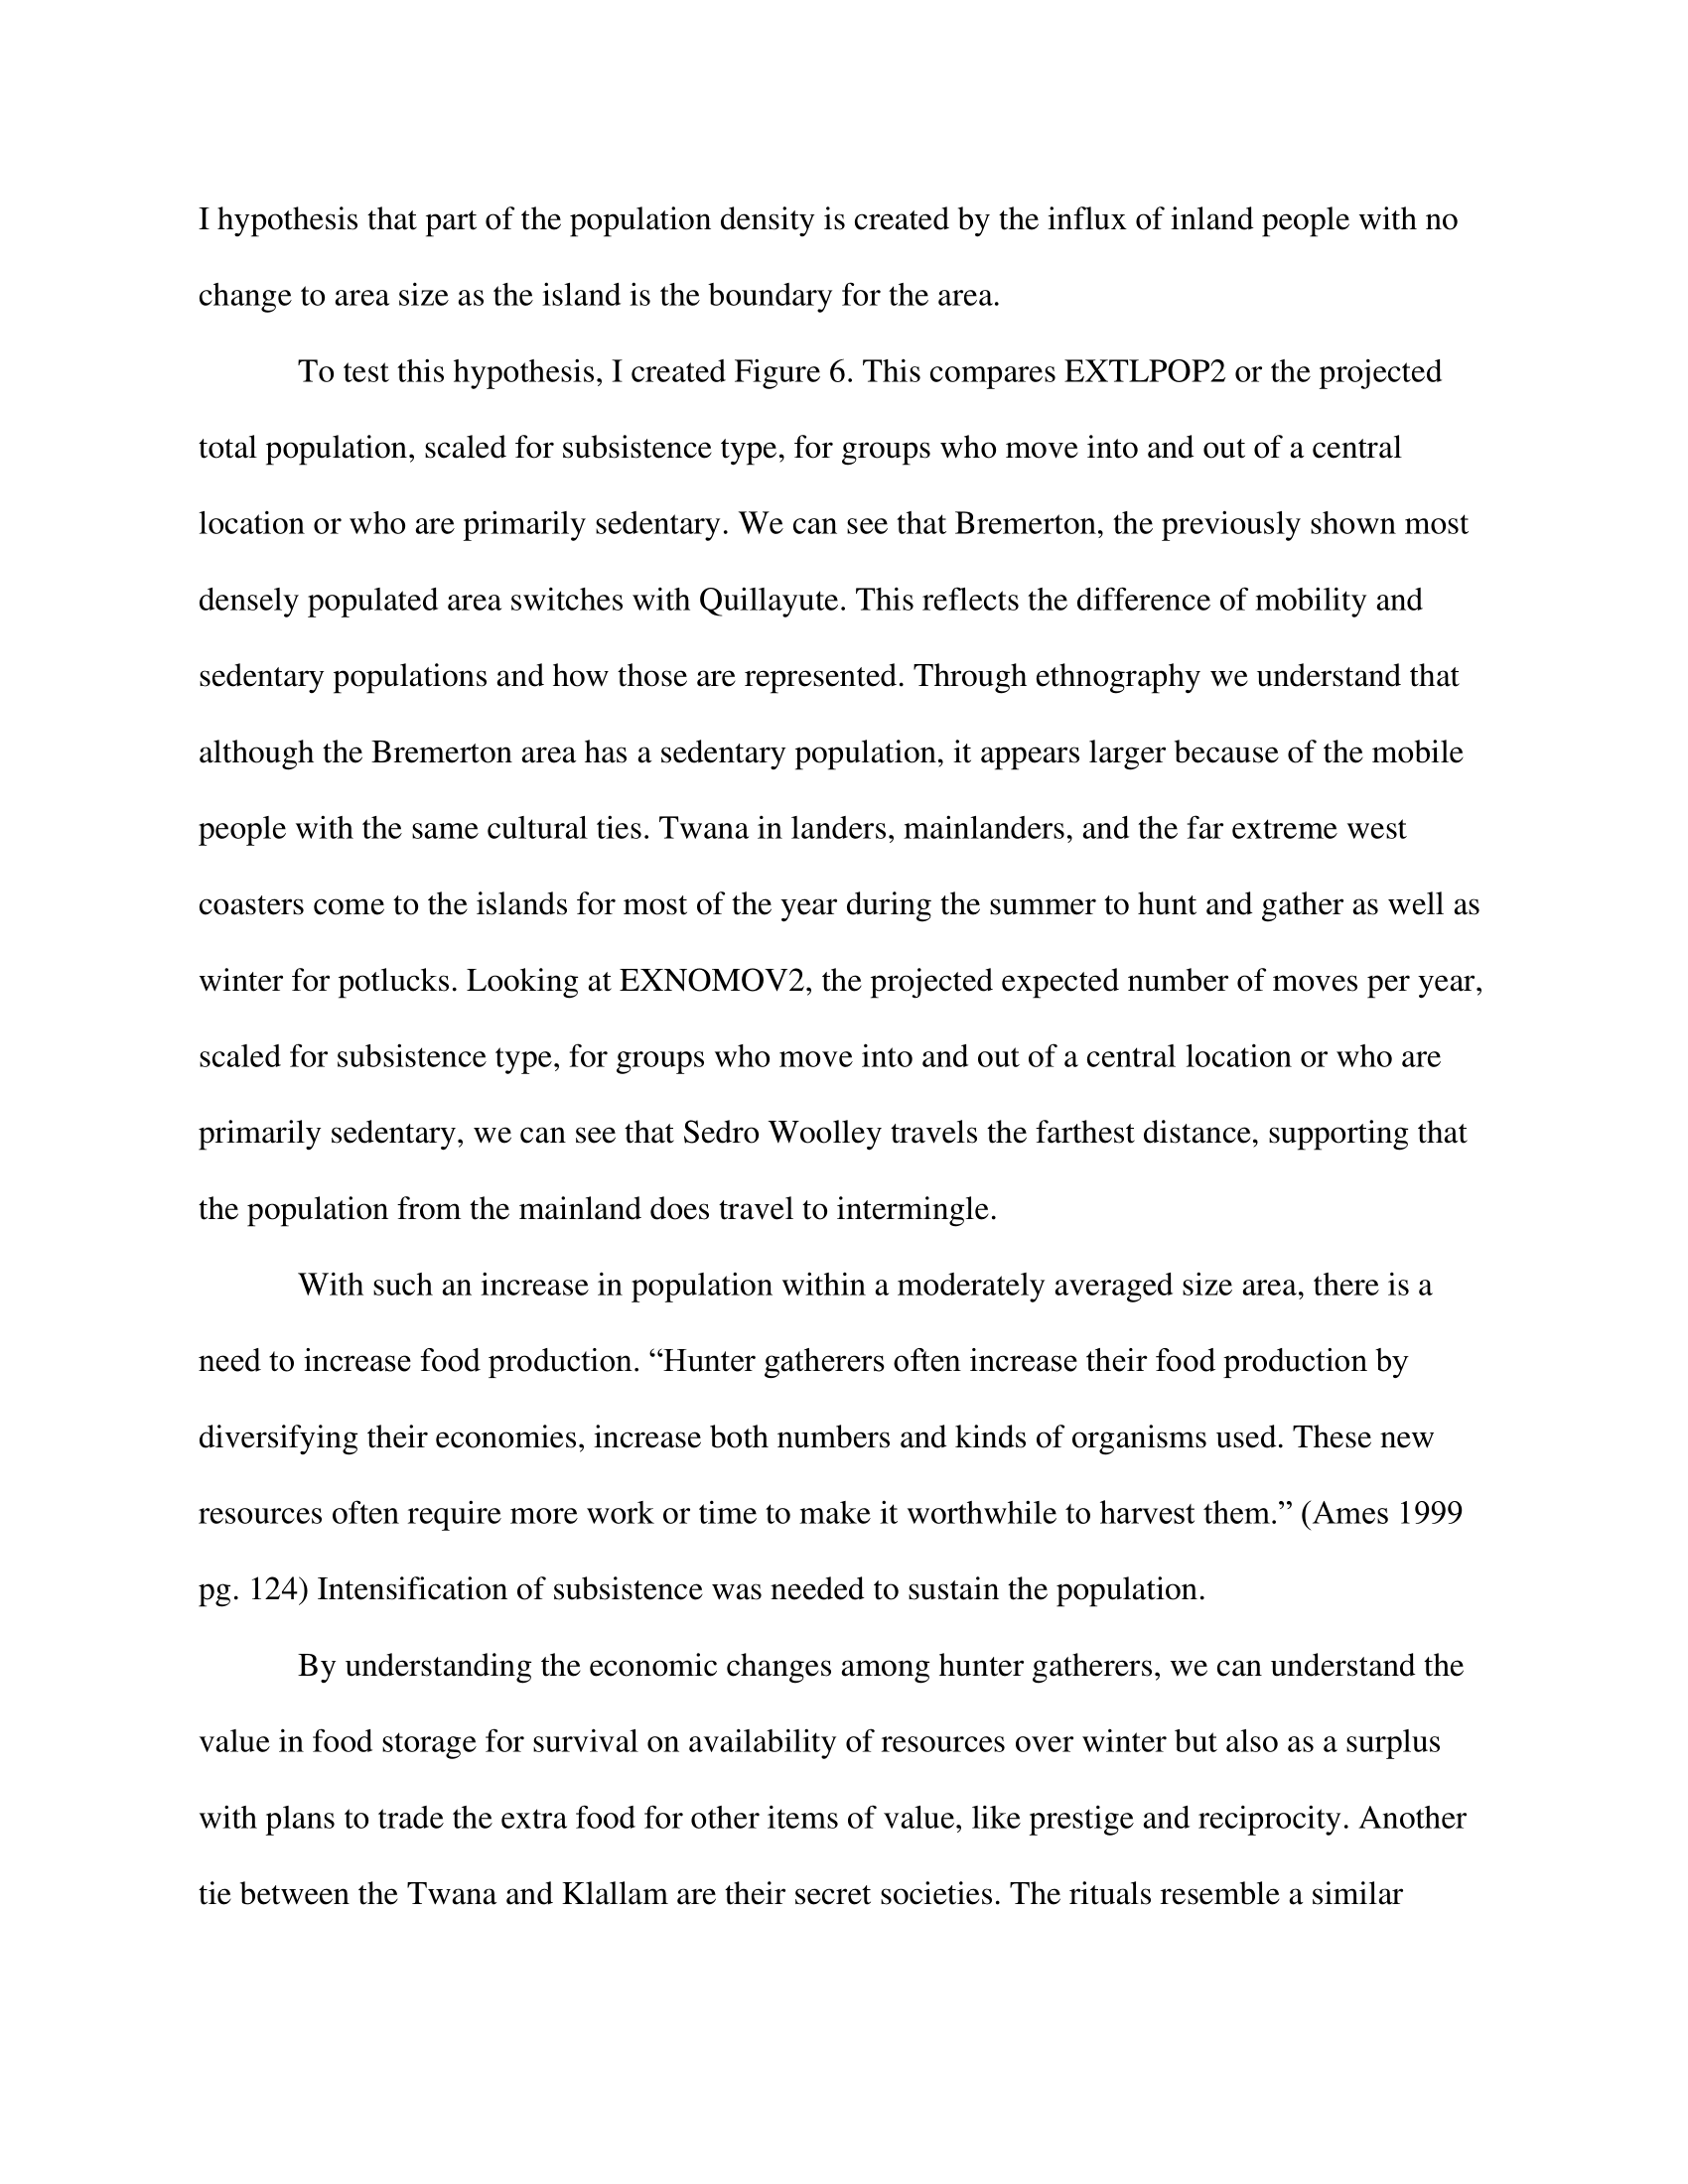 I hypothesis that part of the population density is created by the influx of inland people with no
change to area size as the island is the boundary for the area.
To test this hypothesis, I created Figure 6. This compares EXTLPOP2 or the projected
total population, scaled for subsistence type, for groups who move into and out of a central
location or who are primarily sedentary. We can see that Bremerton, the previously shown most
densely populated area switches with Quillayute. This reflects the difference of mobility and
sedentary populations and how those are represented. Through ethnography we understand that
although the Bremerton area has a sedentary population, it appears larger because of the mobile
people with the same cultural ties. Twana in landers, mainlanders, and the far extreme west
coasters come to the islands for most of the year during the summer to hunt and gather as well as
winter for potlucks. Looking at EXNOMOV2, the projected expected number of moves per year,
scaled for subsistence type, for groups who move into and out of a central location or who are
primarily sedentary, we can see that Sedro Woolley travels the farthest distance, supporting that
the population from the mainland does travel to intermingle.
With such an increase in population within a moderately averaged size area, there is a
need to increase food production. “Hunter gatherers often increase their food production by
diversifying their economies, increase both numbers and kinds of organisms used. These new
resources often require more work or time to make it worthwhile to harvest them.” (Ames 1999
pg. 124) Intensification of subsistence was needed to sustain the population.
By understanding the economic changes among hunter gatherers, we can understand the
value in food storage for survival on availability of resources over winter but also as a surplus
with plans to trade the extra food for other items of value, like prestige and reciprocity. Another
tie between the Twana and Klallam are their secret societies. The rituals resemble a similar